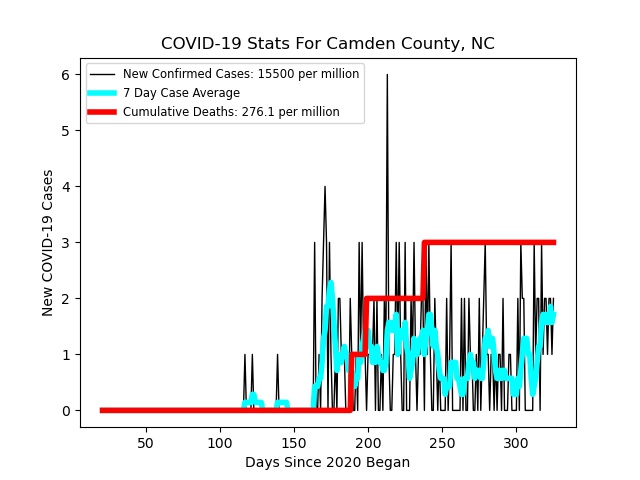 COVID-19 Stats For Camden County, NC
New Confirmed Cases: 15500 per million
7 Day Case Average
Cumulative Deaths: 276.1 per million
New COVID-19 Cases
6
5
4
3
2
1
0
50 100 150 200 250 300
Days Since 2020 Began